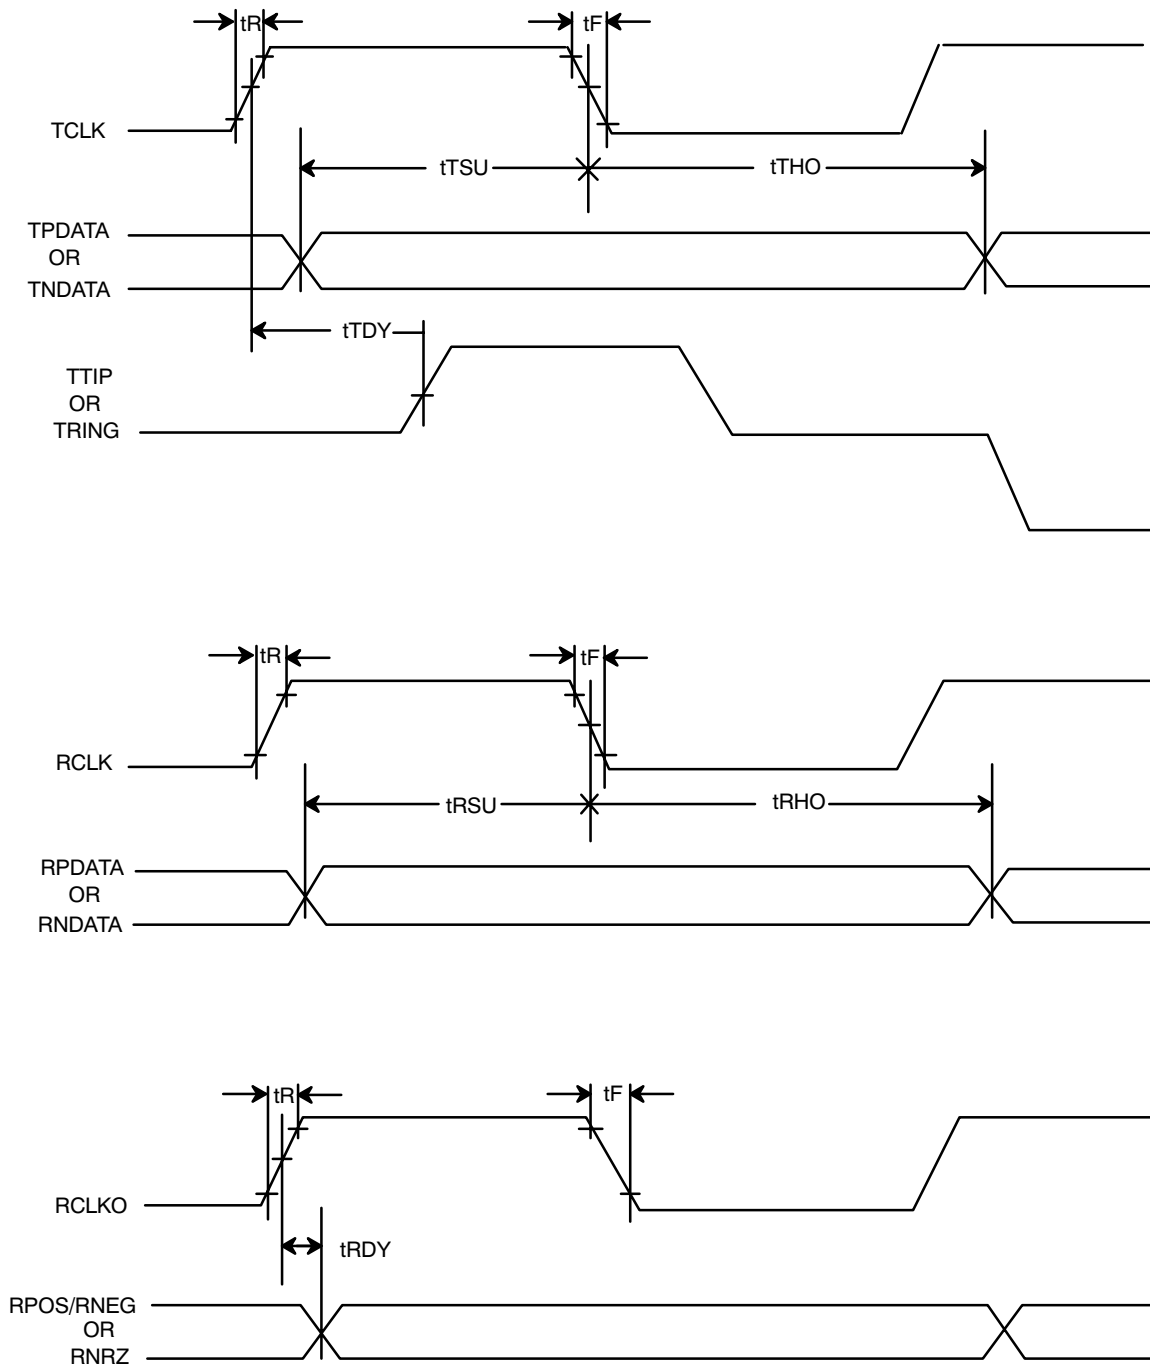 tR
tF
TCLK
tTSU
tTHO
TPDATA
OR
TNDATA
tTDY
TTIP
OR
TRING
tR
tF
RCLK
tRSU
tRHO
RPDATA
OR
RNDATA
tR
tF
RCLKO
tRDY
RPOS/RNEG
OR
RNRZ